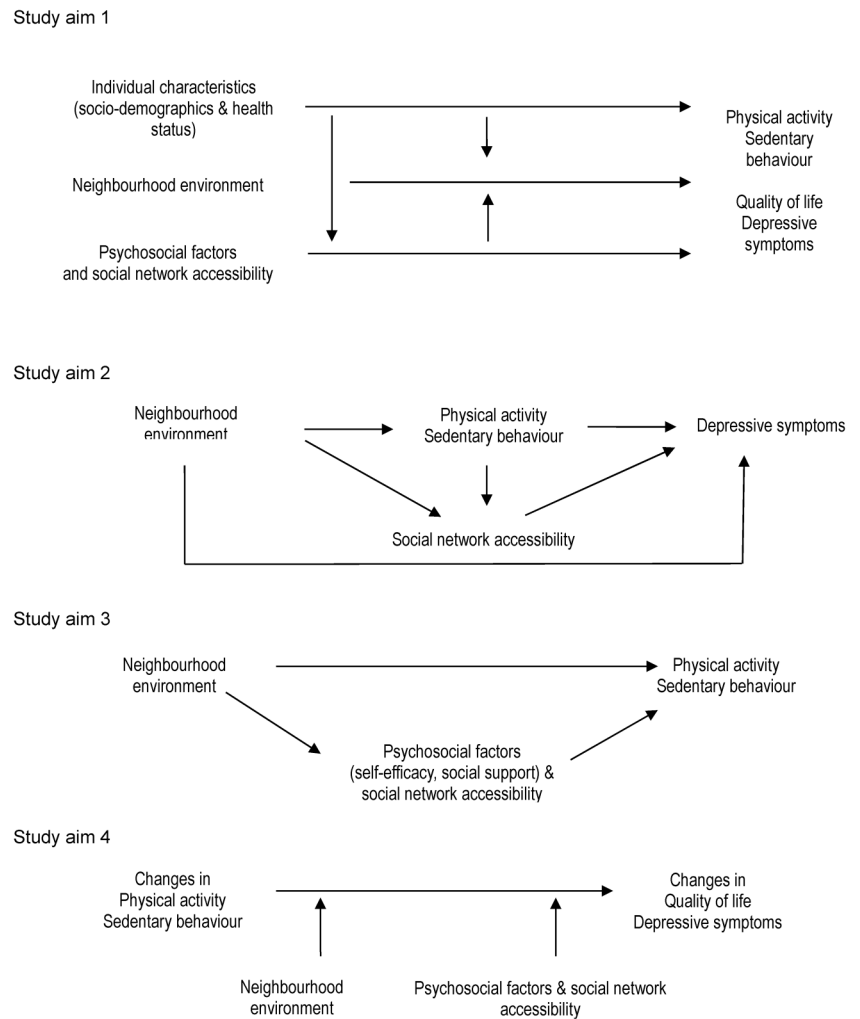 Study aim 1
Individual characteristics
(socio-demographics & health
status)
Physical activity
Sedentary
behaviour
Neighbourhood environment
Quality of life
Depressive
symptoms
Psychosocial factors
and social network accessibility
Study aim 2
Neighbourhood
environment
Physical activity
Sedentary behaviour
Depressive symptoms
Social network accessibility
Study aim 3
Neighbourhood
environment
Physical activity
Sedentary behaviour
Psychosocial factors
(self-efficacy, social support) &
social network accessibility
Study aim 4
Changes in
Physical activity
Sedentary behaviour
Changes in
Quality of life
Depressive symptoms
Neighbourhood
environment
Psychosocial factors & social network
accessibility